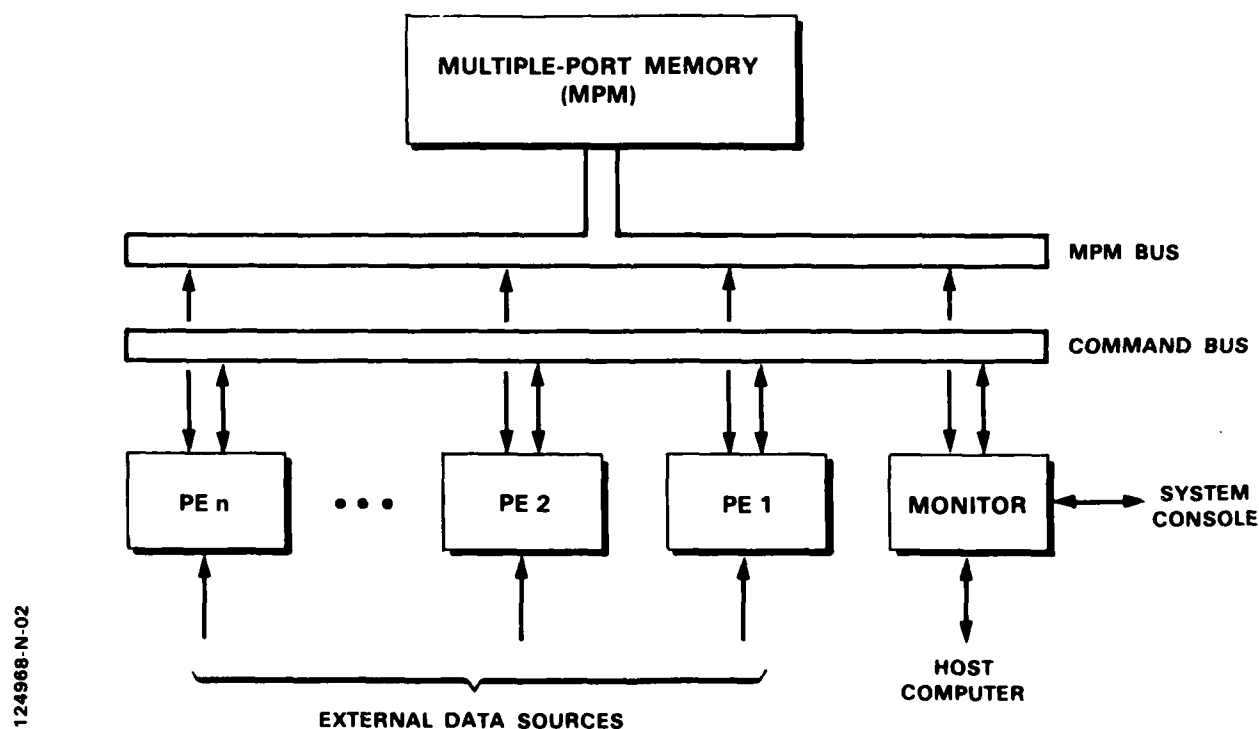 MULTIPLE-PORT MEMORY
(MPM)
MPM BUS
COMMAND BUS
PE n
• • •
PE 2
PE 1
MONITOR
SYSTEM
CONSOLE
HOST
COMPUTER
EXTERNAL DATA SOURCES
124968-N-02